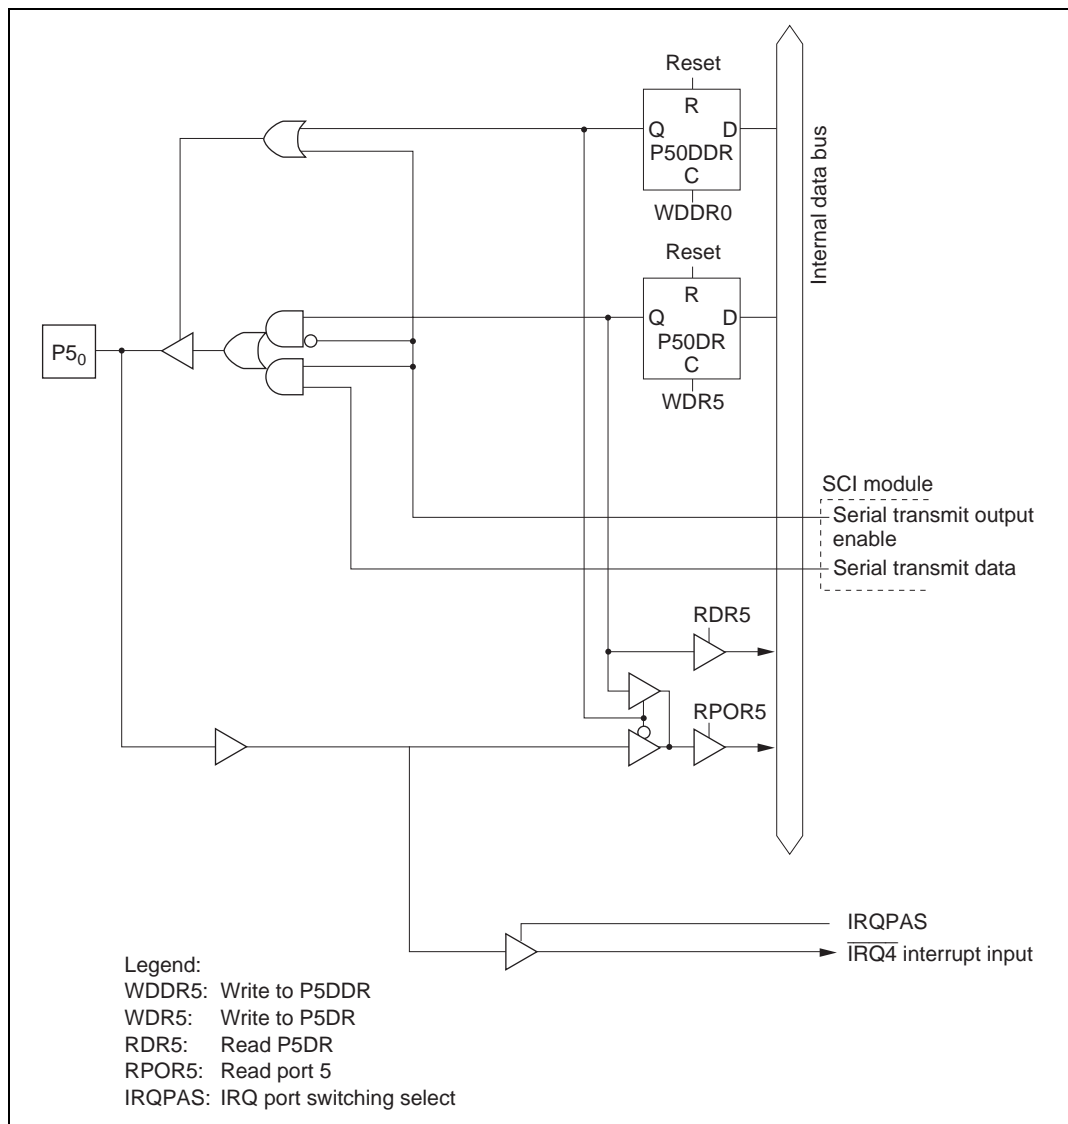 Reset
R
Q D
P50DDR
C
WDDR0
Internal data bus
Reset
R
Q D
P50DR
C
WDR5
P5₀
SCI module
Serial transmit output
enable
Serial transmit data
RDR5
RPOR5
IRQPAS
IRQ4 interrupt input
Legend:
WDDR5: Write to P5DDR
WDR5: Write to P5DR
RDR5: Read P5DR
RPOR5: Read port 5
IRQPAS: IRQ port switching select